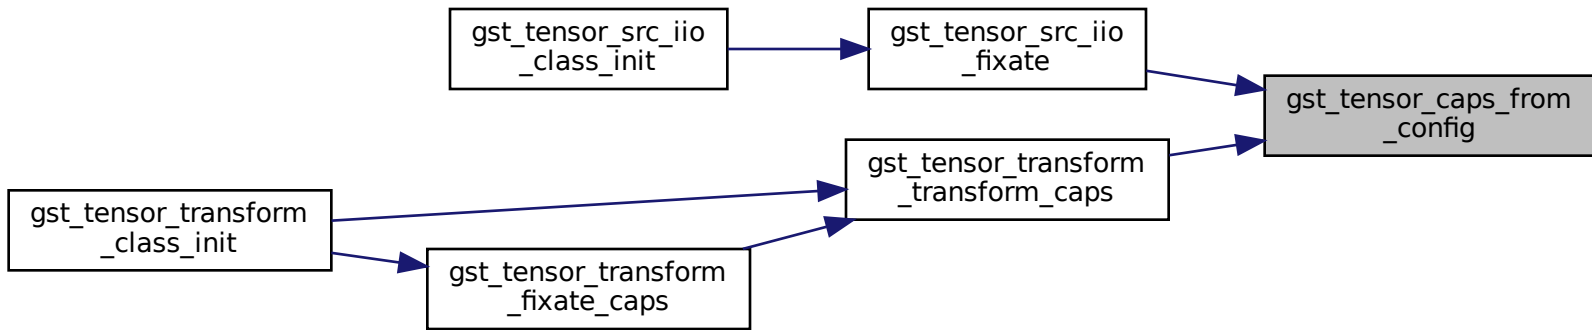 gst_tensor_src_iio
_class_init
gst_tensor_src_iio
_fixate
gst_tensor_caps_from
_config
gst_tensor_transform
_transform_caps
gst_tensor_transform
_class_init
gst_tensor_transform
_fixate_caps